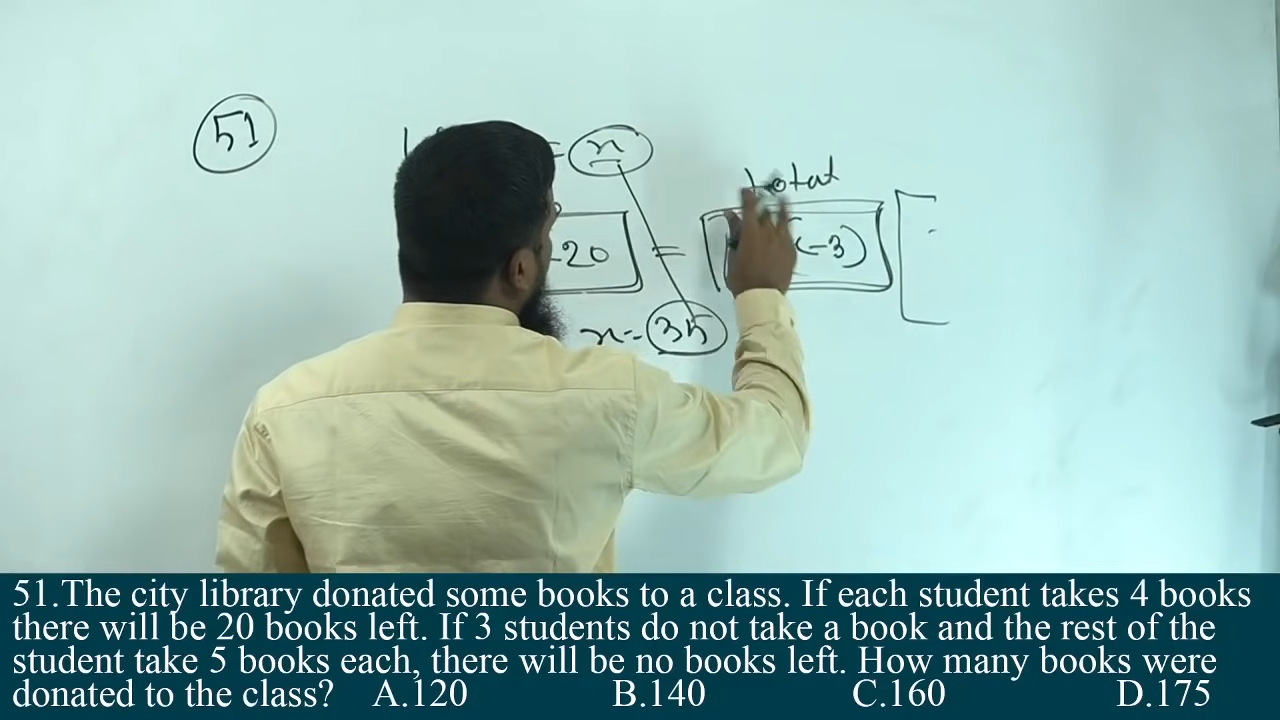 51
= x
total
-20 = -3)
x=35
51.The city library donated some books to a class. If each student takes 4 books
there will be 20 books left. If 3 students do not take a book and the rest of the
student take 5 books each, there will be no books left. How many books were
donated to the class? A.120 B.140 C.160 D.175